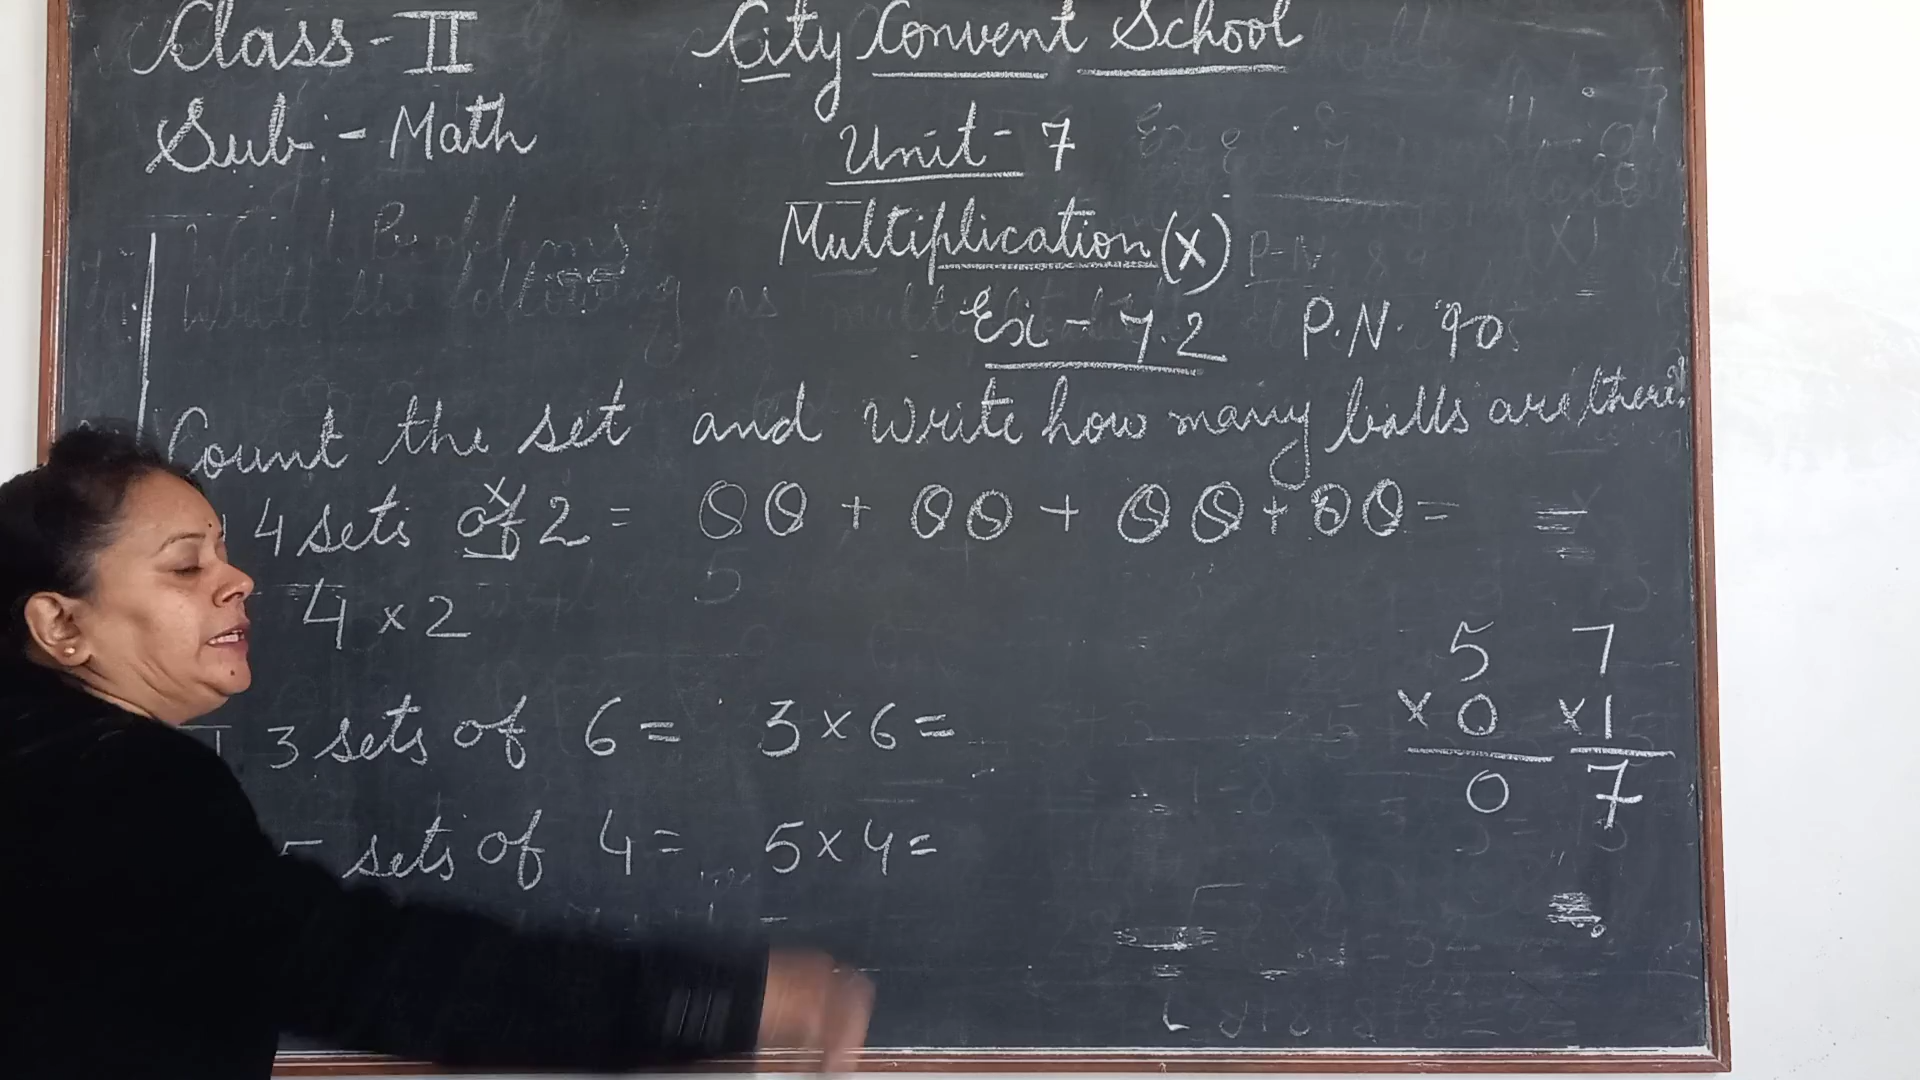 Class - II City Convent School
Sub:- Math Unit - 7
Multiplication (x)
Ex - 7.2 P.N. 90
Count the set and write how many balls are there?
4 sets of 2 = + + + =
x
4 x 2
3 sets of 6 = 3 x 6 =
5 sets of 4 = 5 x 4 =
5 7
x 0 x 1
0 7